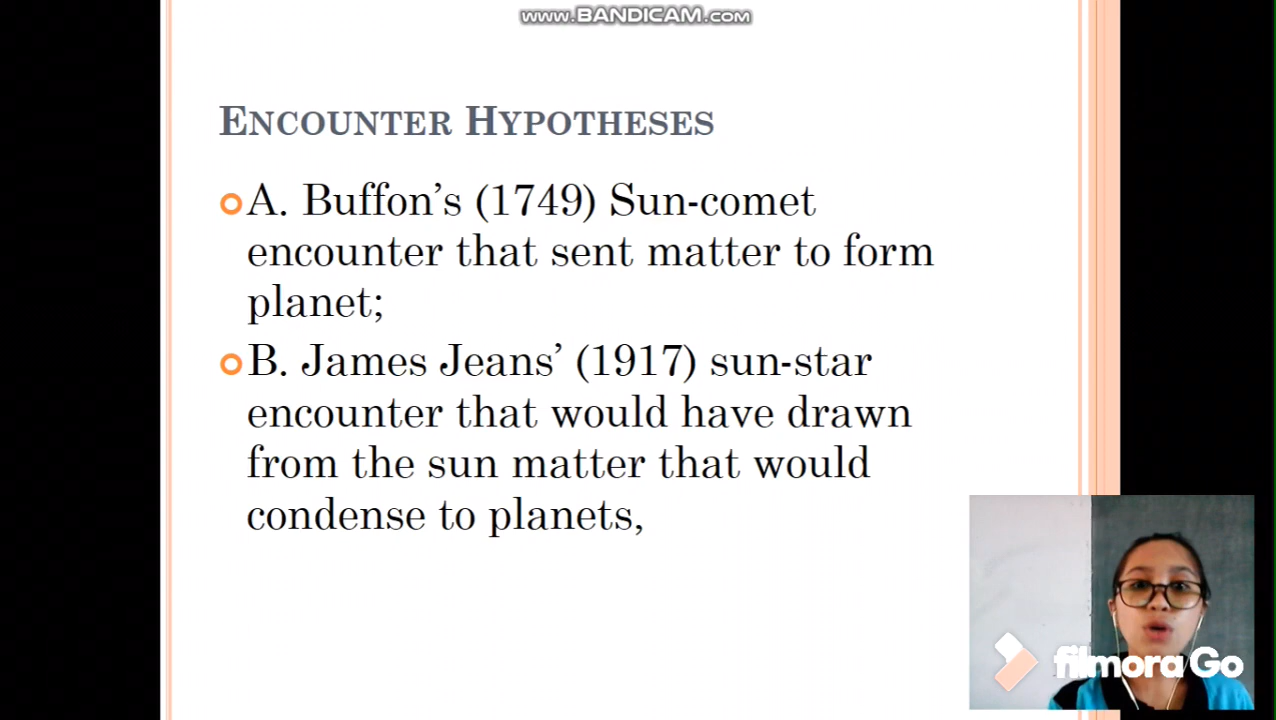 www.BANDICAM.com
ENCOUNTER HYPOTHESES
A. Buffon's (1749) Sun-comet
encounter that sent matter to form
planet;
B. James Jeans' (1917) sun-star
encounter that would have drawn
from the sun matter that would
condense to planets,
filmora Go